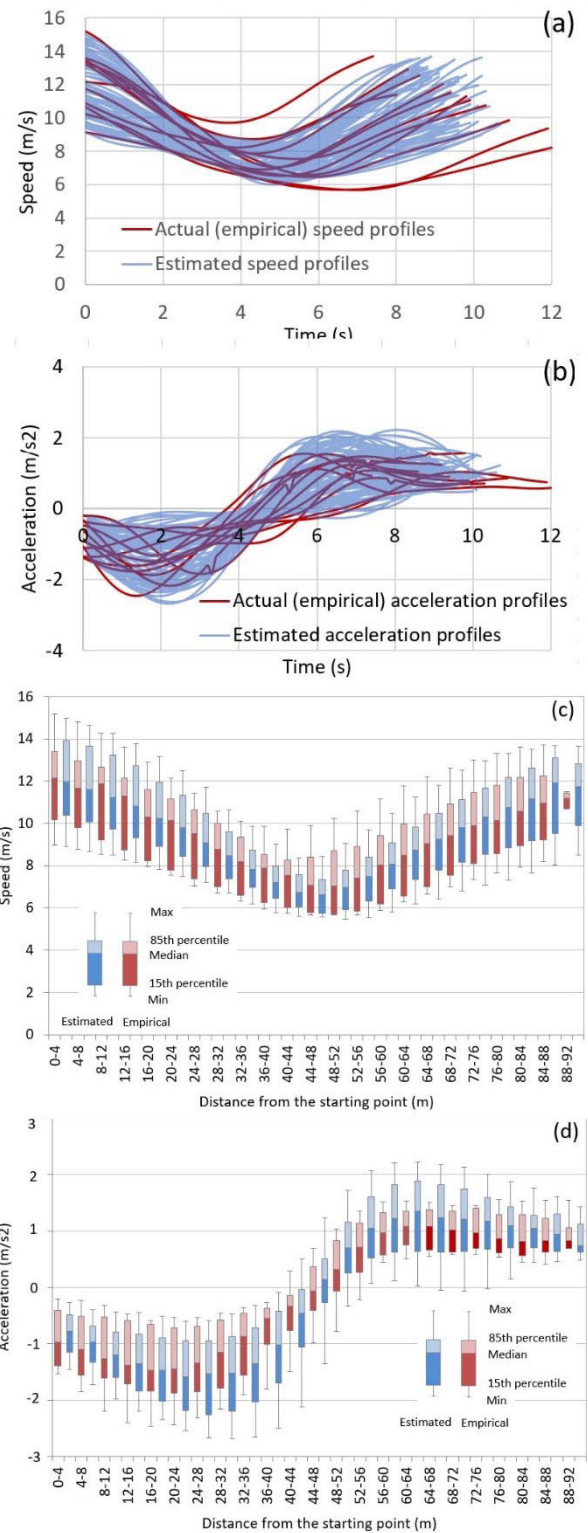 (a)
16
14
12
10
8
6
4
2
0
Speed (m/s)
Actual (empirical) speed profiles
Estimated speed profiles
0 2 4 6 8 10 12
Time (s)
(b)
4
2
0
-2
-4
Acceleration (m/s2)
0 2 4 6 8 10 12
Actual (empirical) acceleration profiles
Estimated acceleration profiles
Time (s)
(c)
16
14
12
10
8
6
4
2
0
Speed (m/s)
Max
85th percentile
Median
15th percentile
Min
Estimated Empirical
0-4 4-8 8-12 12-16 16-20 20-24 24-28 28-32 32-36 36-40 40-44 44-48 48-52 52-56 56-60 60-64 64-68 68-72 72-76 76-80 80-84 84-88 88-92
Distance from the starting point (m)
(d)
3
2
1
0
-1
-2
-3
Acceleration (m/s2)
Max
85th percentile
Median
15th percentile
Min
Estimated Empirical
0-4 4-8 8-12 12-16 16-20 20-24 24-28 28-32 32-36 36-40 40-44 44-48 48-52 52-56 56-60 60-64 64-68 68-72 72-76 76-80 80-84 84-88 88-92
Distance from the starting point (m)